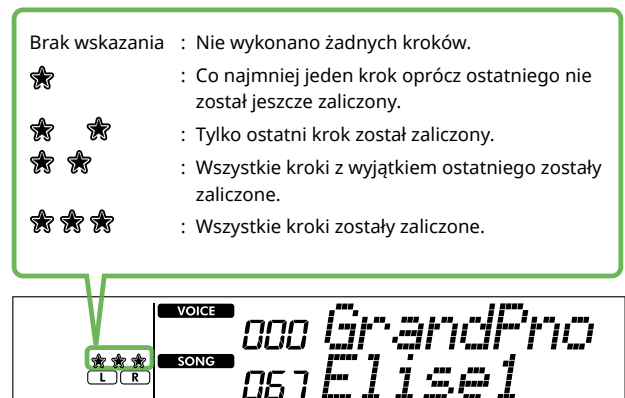 Brak wskazania : Nie wykonano żadnych kroków.
: Co najmniej jeden krok oprócz ostatniego nie
został jeszcze zaliczony.
: Tylko ostatni krok został zaliczony.
: Wszystkie kroki z wyjątkiem ostatniego zostały
zaliczone.
: Wszystkie kroki zostały zaliczone.
VOICE 000 GrandPno
L R SONG 067 Elise1